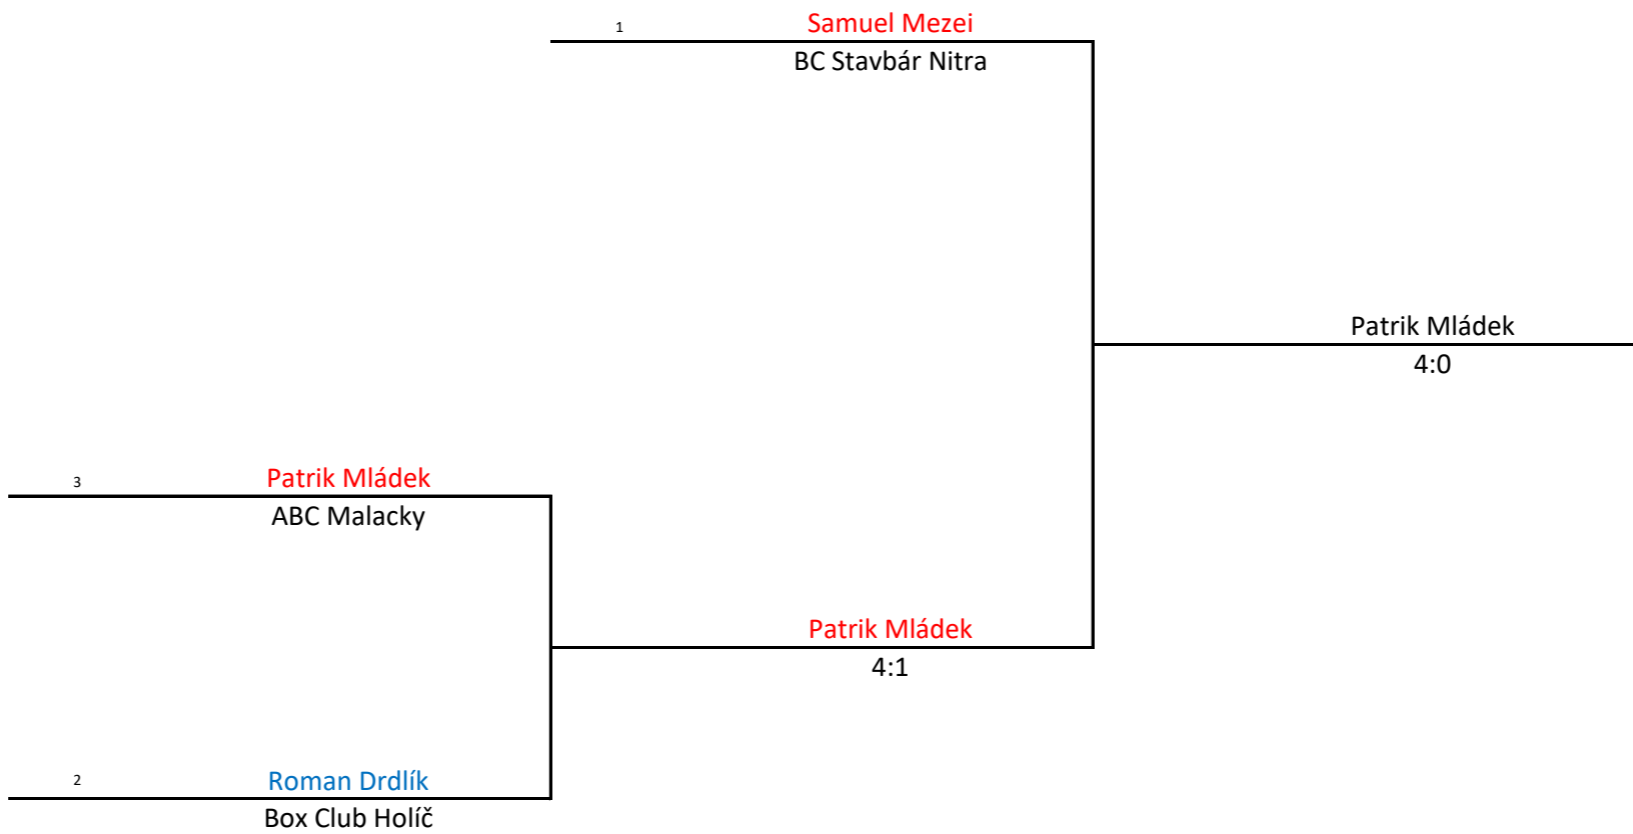 1
Samuel Mezei
BC Stavbár Nitra
Patrik Mládek
4:0
3
Patrik Mládek
ABC Malacky
Patrik Mládek
4:1
2
Roman Drdlík
Box Club Holíč